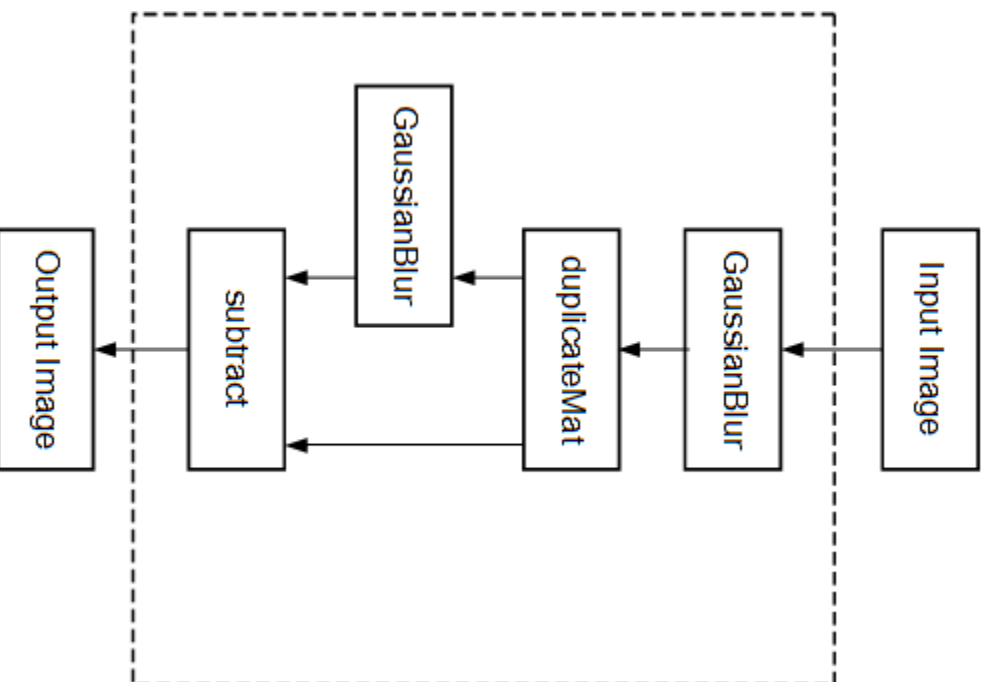 Input Image
GaussianBlur
duplicateMat
GaussianBlur
subtract
Output Image